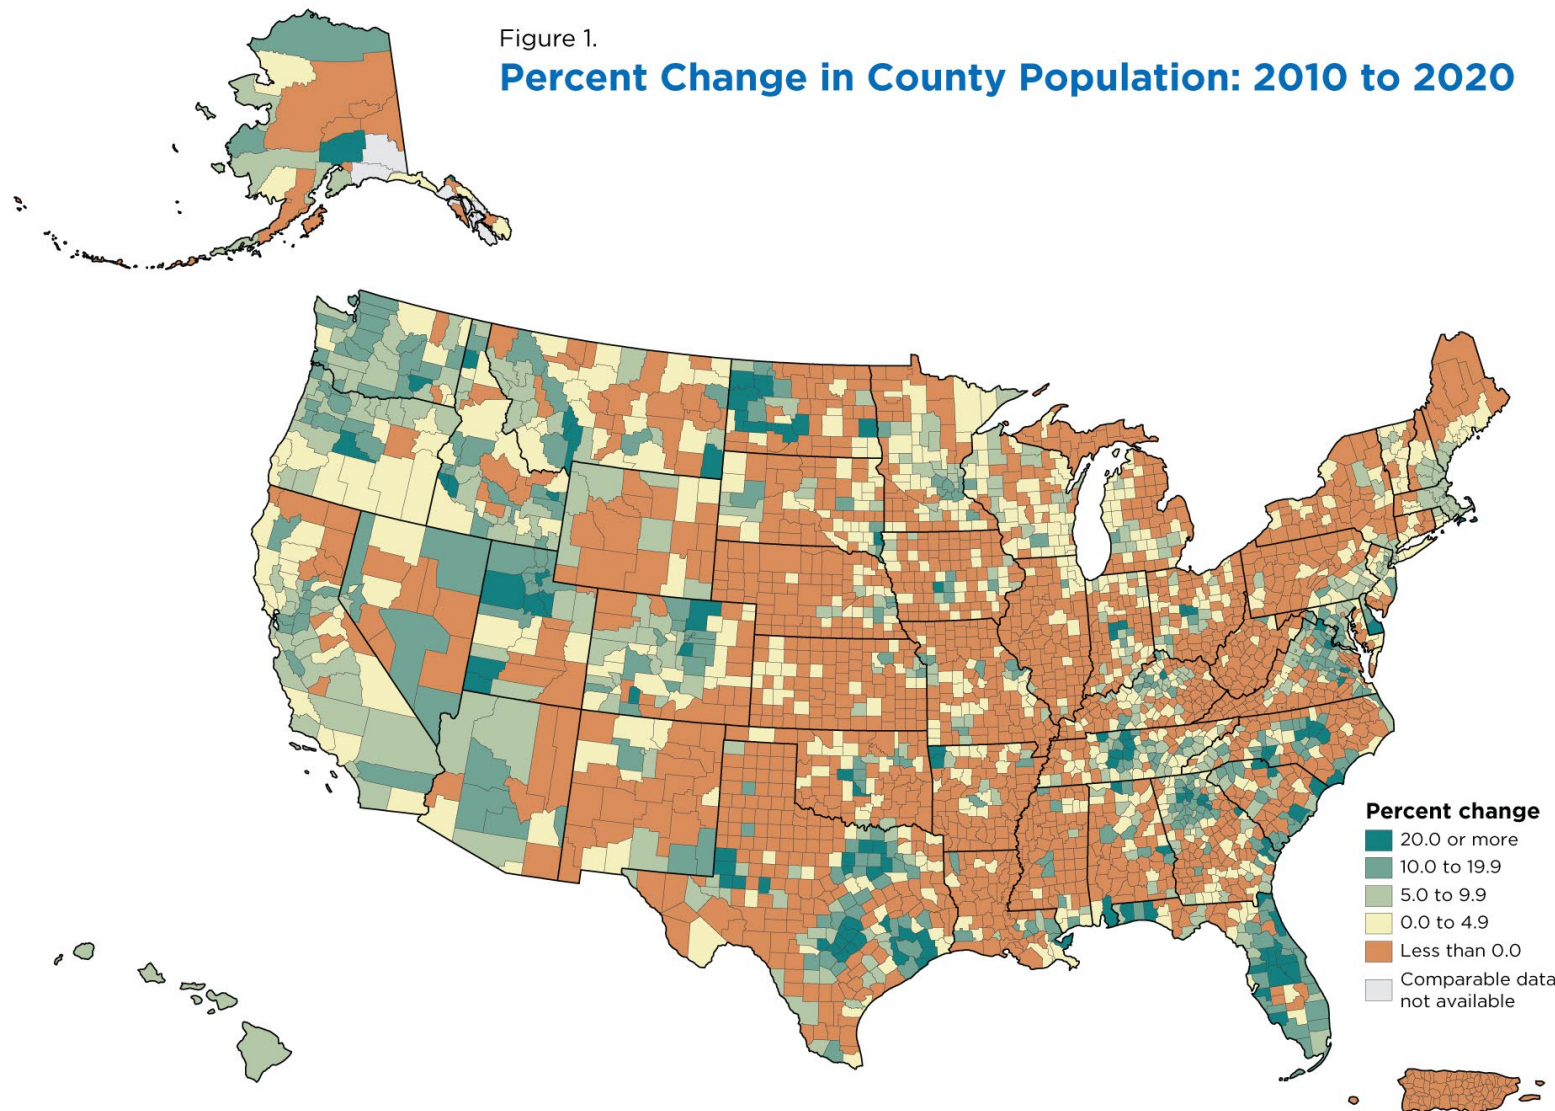 Figure 1.
Percent Change in County Population: 2010 to 2020
Percent change
20.0 or more
10.0 to 19.9
5.0 to 9.9
0.0 to 4.9
Less than 0.0
Comparable data
not available